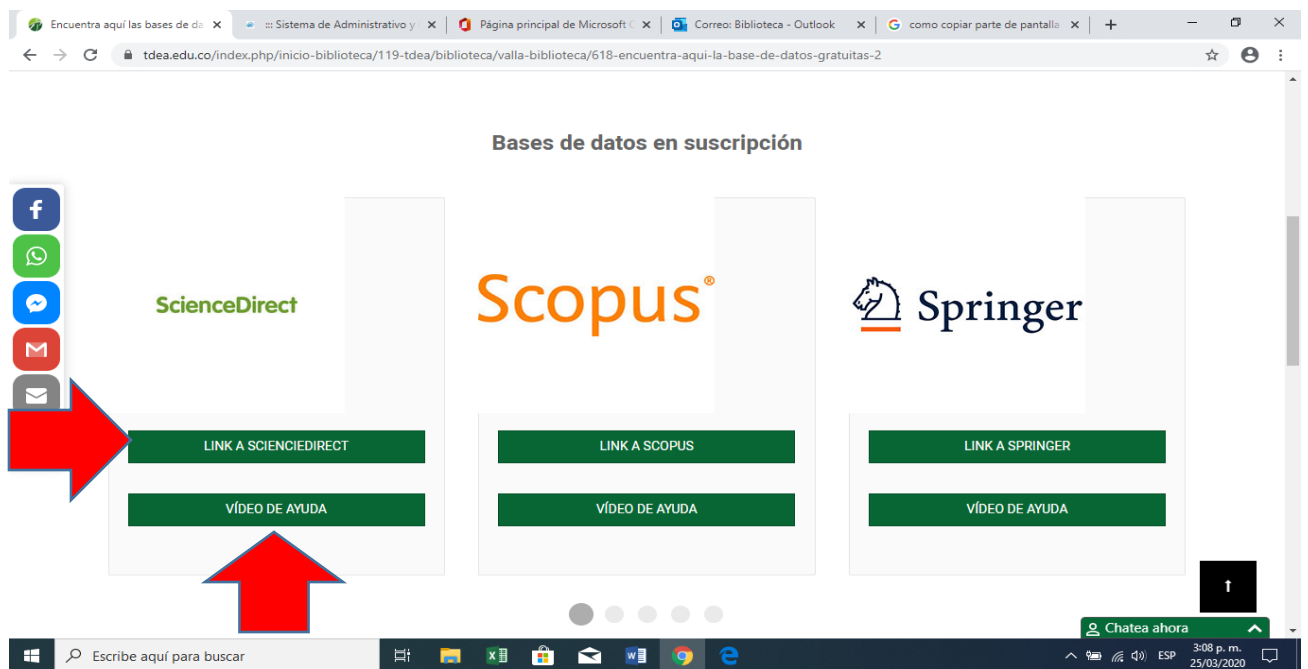 Encuentra aquí las bases de da
::: Sistema de Administrativo y
Página principal de Microsoft C
Correo: Biblioteca - Outlook
como copiar parte de pantalla
tdea.edu.co/index.php/inicio-biblioteca/119-tdea/biblioteca/valla-biblioteca/618-encuentra-aqui-la-base-de-datos-gratuitas-2
Bases de datos en suscripción
ScienceDirect
Scopus®
Springer
LINK A SCIENCIEDIRECT
LINK A SCOPUS
LINK A SPRINGER
VÍDEO DE AYUDA
VÍDEO DE AYUDA
VÍDEO DE AYUDA
Chatea ahora
Escribe aquí para buscar
ESP
3:08 p. m.
25/03/2020